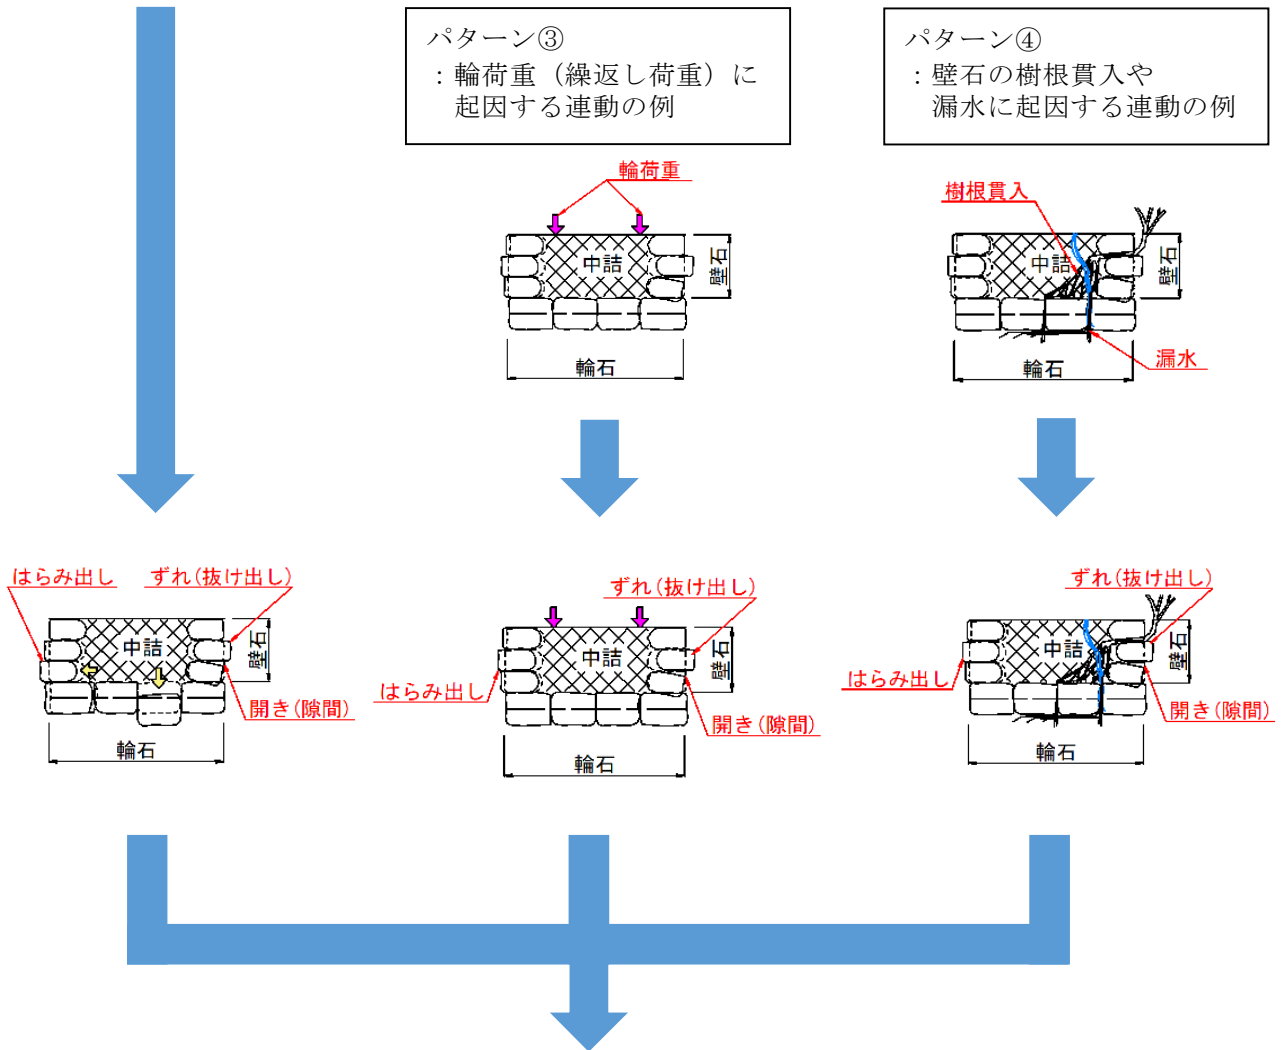 パターン③
：輪荷重（繰返し荷重）に
起因する連動の例
パターン④
：壁石の樹根貫入や
漏水に起因する連動の例
輪荷重
中詰
壁石
輪石
樹根貫入
中詰
壁石
漏水
輪石
はらみ出し
ずれ(抜け出し)
中詰
壁石
開き(隙間)
輪石
ずれ(抜け出し)
中詰
壁石
はらみ出し
開き(隙間)
輪石
ずれ(抜け出し)
中詰
壁石
はらみ出し
開き(隙間)
輪石